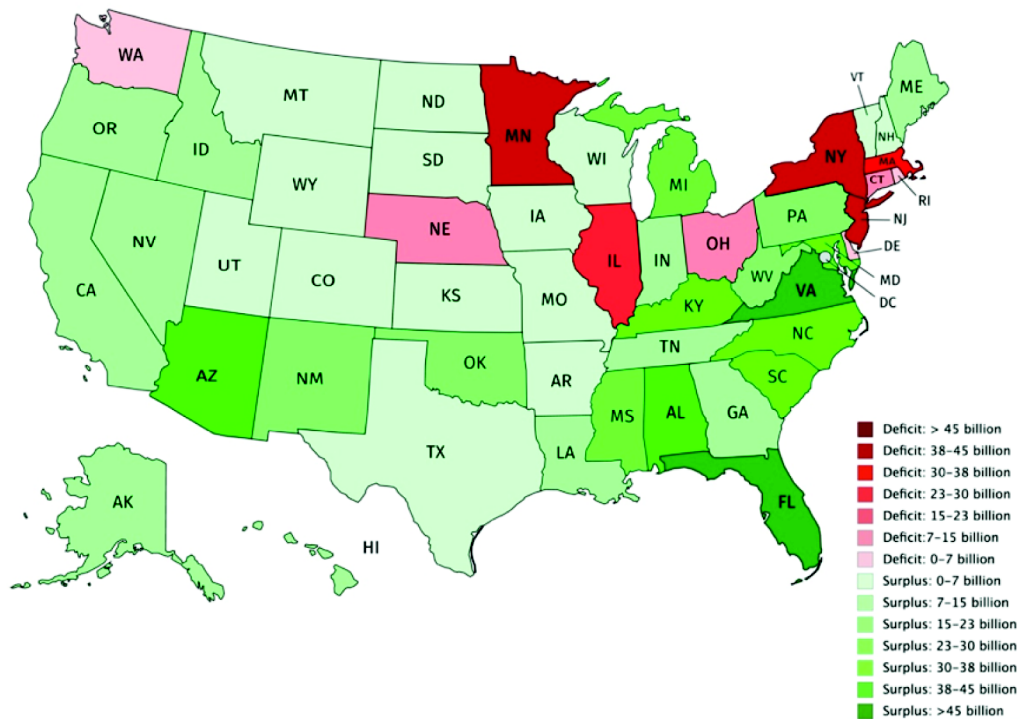 WA
MT
ND
MN
VT
ME
OR
ID
SD
WI
NH
NY
MA
WY
MI
CT
RI
IA
PA
NJ
NE
OH
NV
IL
IN
DE
UT
CO
WV
MD
CA
KS
MO
KY
VA
DC
NC
TN
OK
AZ
NM
AR
SC
MS
AL
GA
TX
LA
AK
FL
HI
Deficit: > 45 billion
Deficit: 38-45 billion
Deficit: 30-38 billion
Deficit: 23-30 billion
Deficit: 15-23 billion
Deficit:7-15 billion
Deficit: 0-7 billion
Surplus: 0-7 billion
Surplus: 7-15 billion
Surplus: 15-23 billion
Surplus: 23-30 billion
Surplus: 30-38 billion
Surplus: 38-45 billion
Surplus: >45 billion